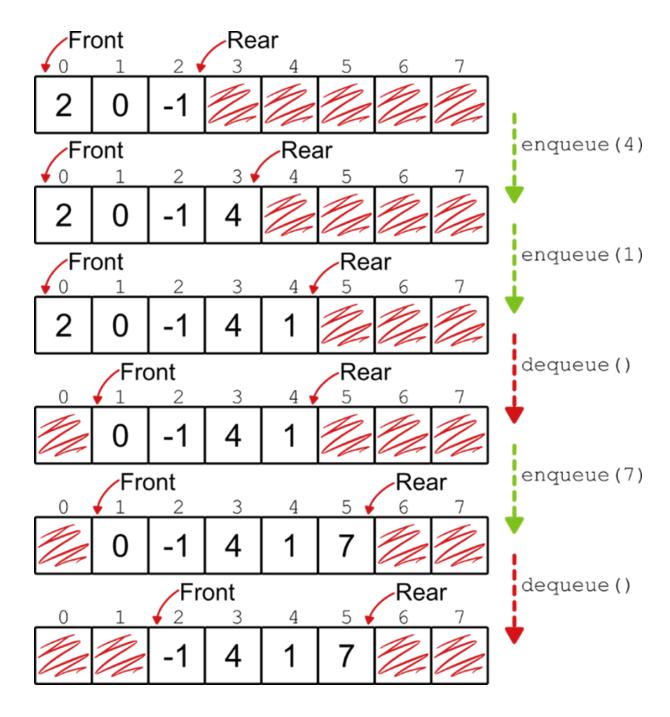 Front Rear
0 1 2 3 4 5 6 7
2 0 -1
enqueue(4)
Front Rear
0 1 2 3 4 5 6 7
2 0 -1 4
enqueue(1)
Front Rear
0 1 2 3 4 5 6 7
2 0 -1 4 1
dequeue()
Front Rear
0 1 2 3 4 5 6 7
0 -1 4 1
enqueue(7)
Front Rear
0 1 2 3 4 5 6 7
0 -1 4 1 7
dequeue()
Front Rear
0 1 2 3 4 5 6 7
-1 4 1 7